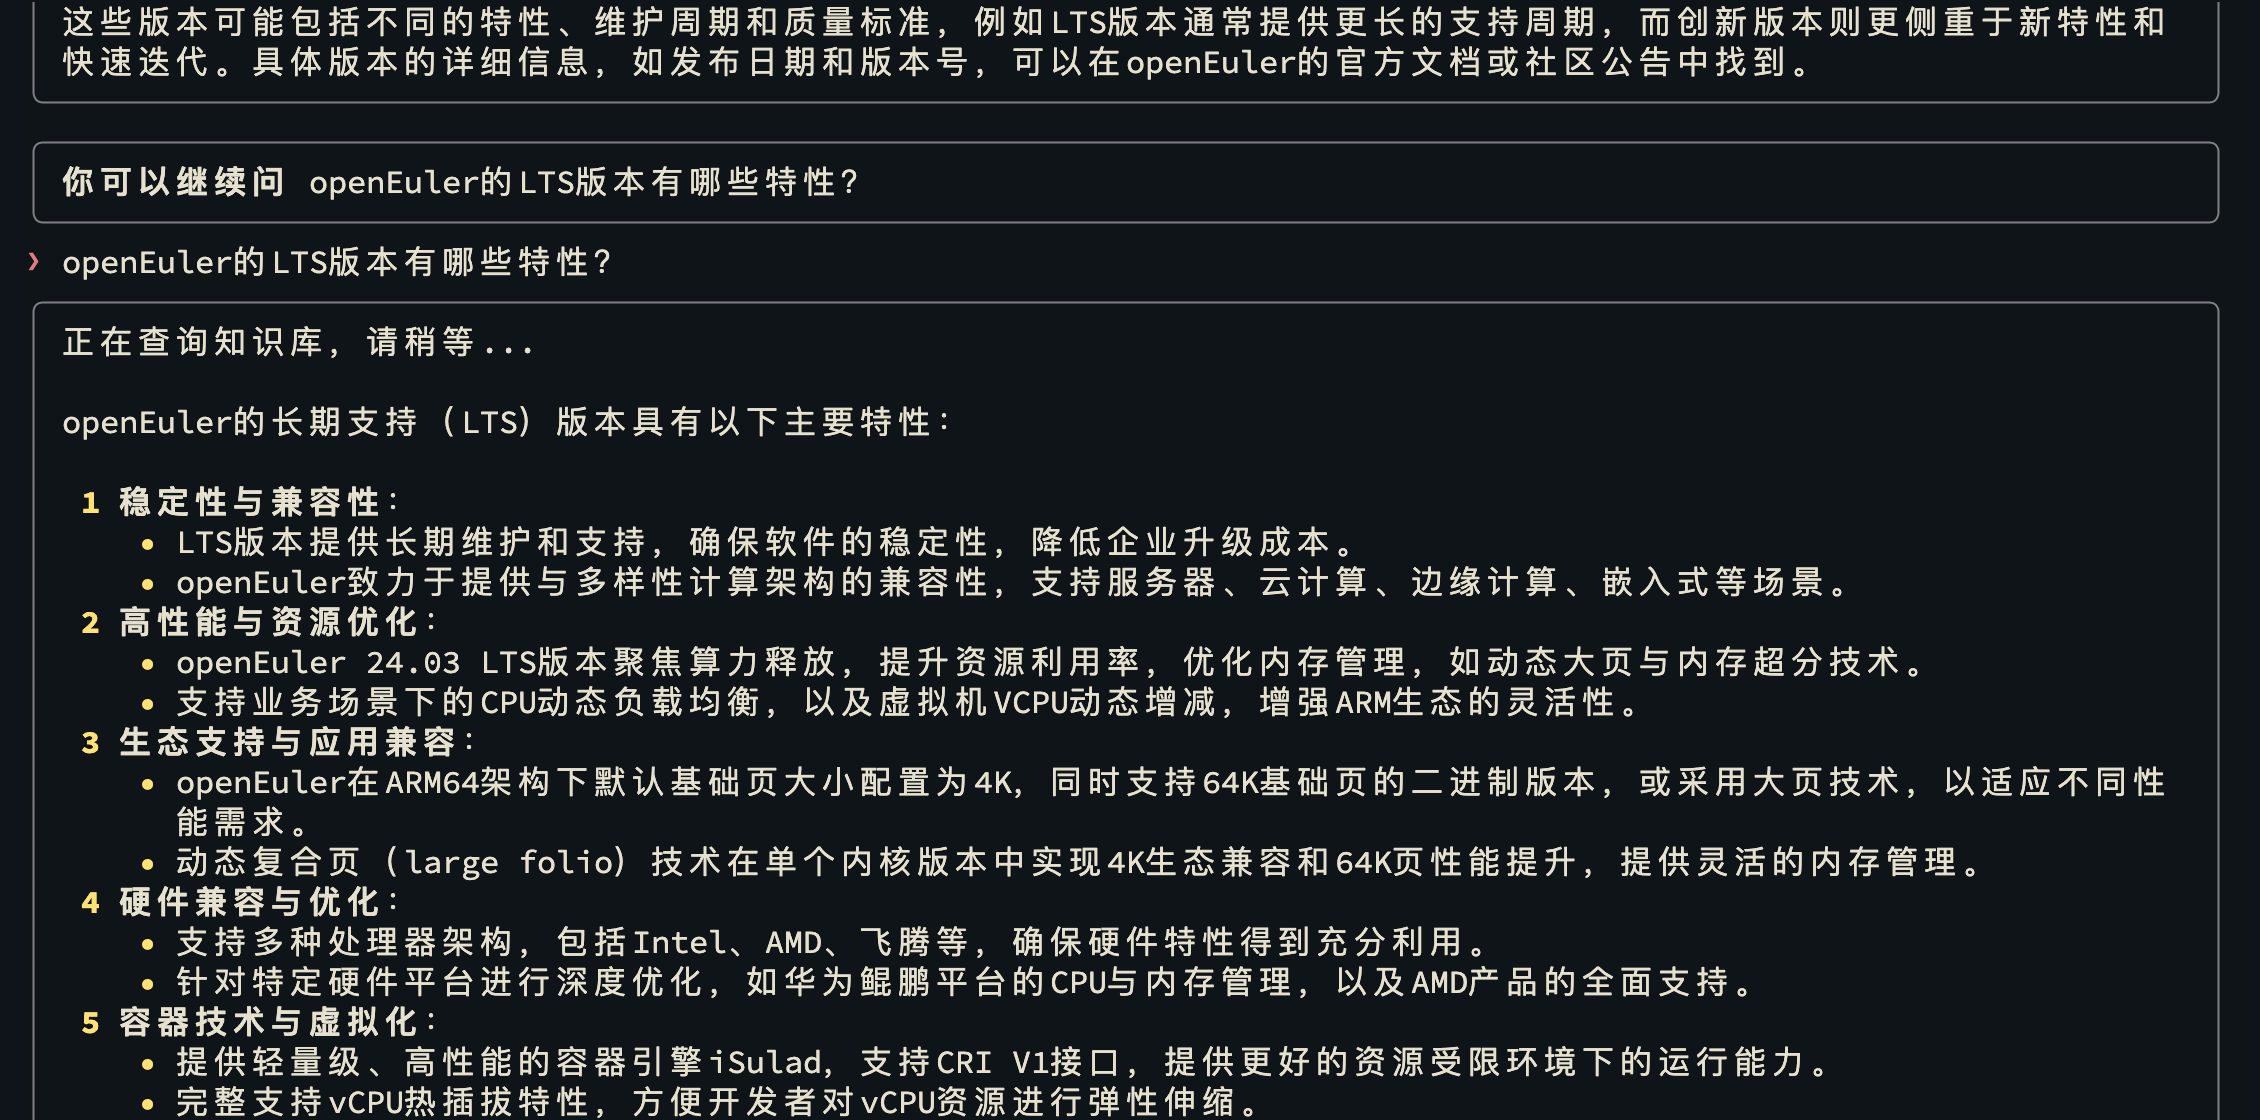 这些版本可能包括不同的特性、维护周期和质量标准，例如LTS版本通常提供更长的支持周期，而创新版本则更侧重于新特性和
快速迭代。具体版本的详细信息，如发布日期和版本号，可以在openEuler的官方文档或社区公告中找到。
你可以继续问 openEuler的LTS版本有哪些特性？
❯ openEuler的LTS版本有哪些特性？
正在查询知识库，请稍等...
openEuler的长期支持（LTS）版本具有以下主要特性：
1 稳定性与兼容性：
• LTS版本提供长期维护和支持，确保软件的稳定性，降低企业升级成本。
• openEuler致力于提供与多样性计算架构的兼容性，支持服务器、云计算、边缘计算、嵌入式等场景。
2 高性能与资源优化：
• openEuler 24.03 LTS版本聚焦算力释放，提升资源利用率，优化内存管理，如动态大页与内存超分技术。
• 支持业务场景下的CPU动态负载均衡，以及虚拟机VCPU动态增减，增强ARM生态的灵活性。
3 生态支持与应用兼容：
• openEuler在ARM64架构下默认基础页大小配置为4K，同时支持64K基础页的二进制版本，或采用大页技术，以适应不同性
能需求。
• 动态复合页（large folio）技术在单个内核版本中实现4K生态兼容和64K页性能提升，提供灵活的内存管理。
4 硬件兼容与优化：
• 支持多种处理器架构，包括Intel、AMD、飞腾等，确保硬件特性得到充分利用。
• 针对特定硬件平台进行深度优化，如华为鲲鹏平台的CPU与内存管理，以及AMD产品的全面支持。
5 容器技术与虚拟化：
• 提供轻量级、高性能的容器引擎iSulad，支持CRI V1接口，提供更好的资源受限环境下的运行能力。
• 完整支持vCPU热插拔特性，方便开发者对vCPU资源进行弹性伸缩。